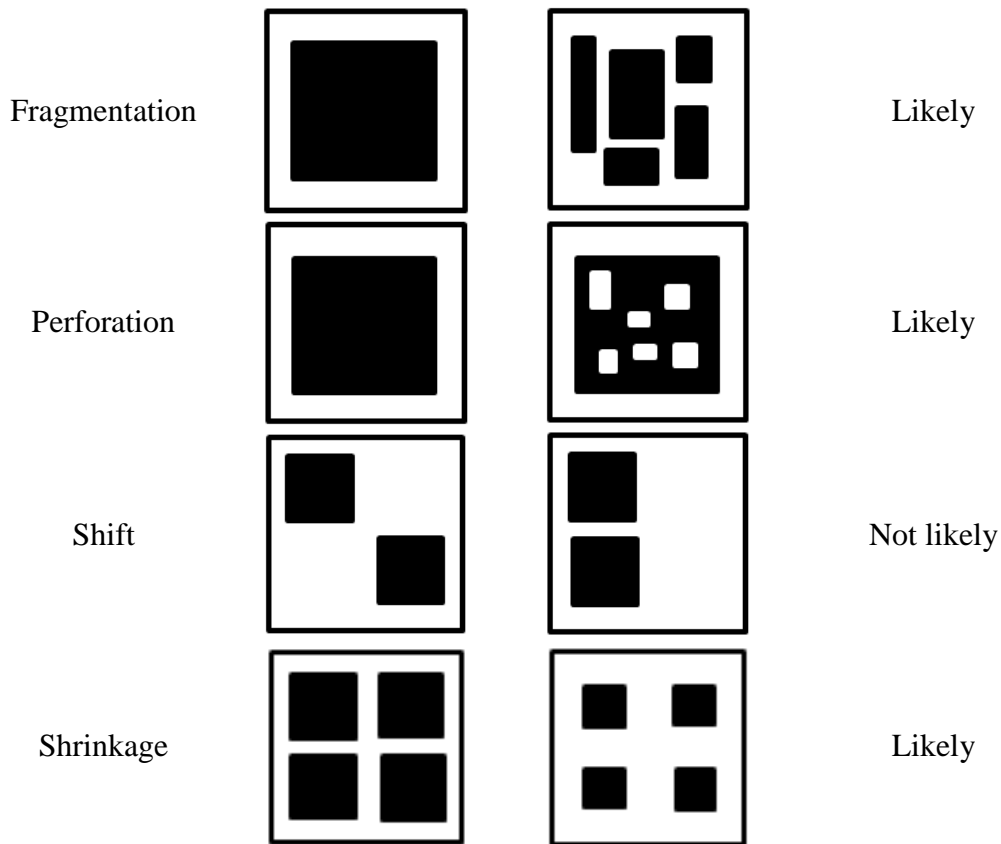 Fragmentation
Likely
Perforation
Likely
Shift
Not likely
Shrinkage
Likely